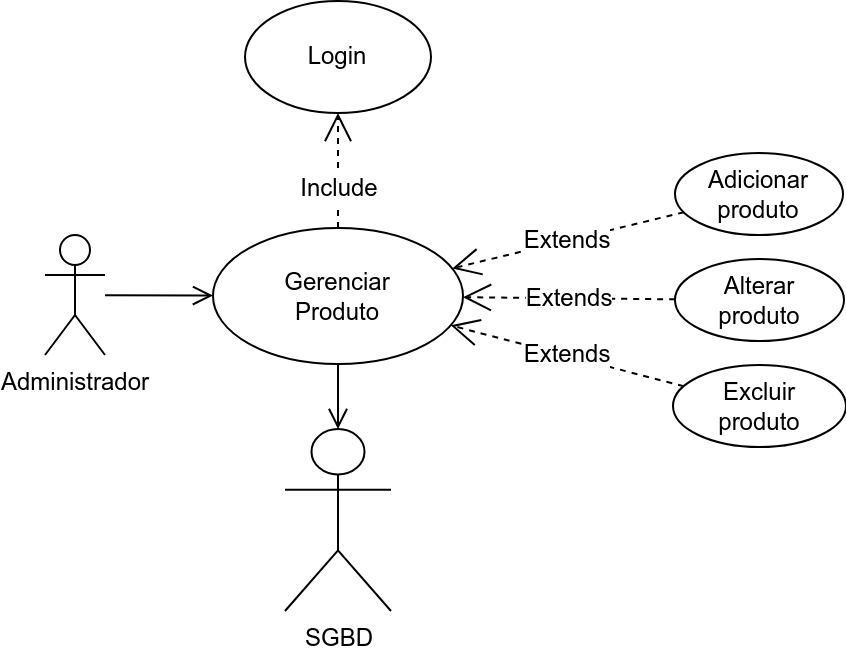 Login
Include
Adicionar
produto
Extends
Gerenciar
Produto
Extends
Alterar
produto
Extends
Excluir
produto
Administrador
SGBD